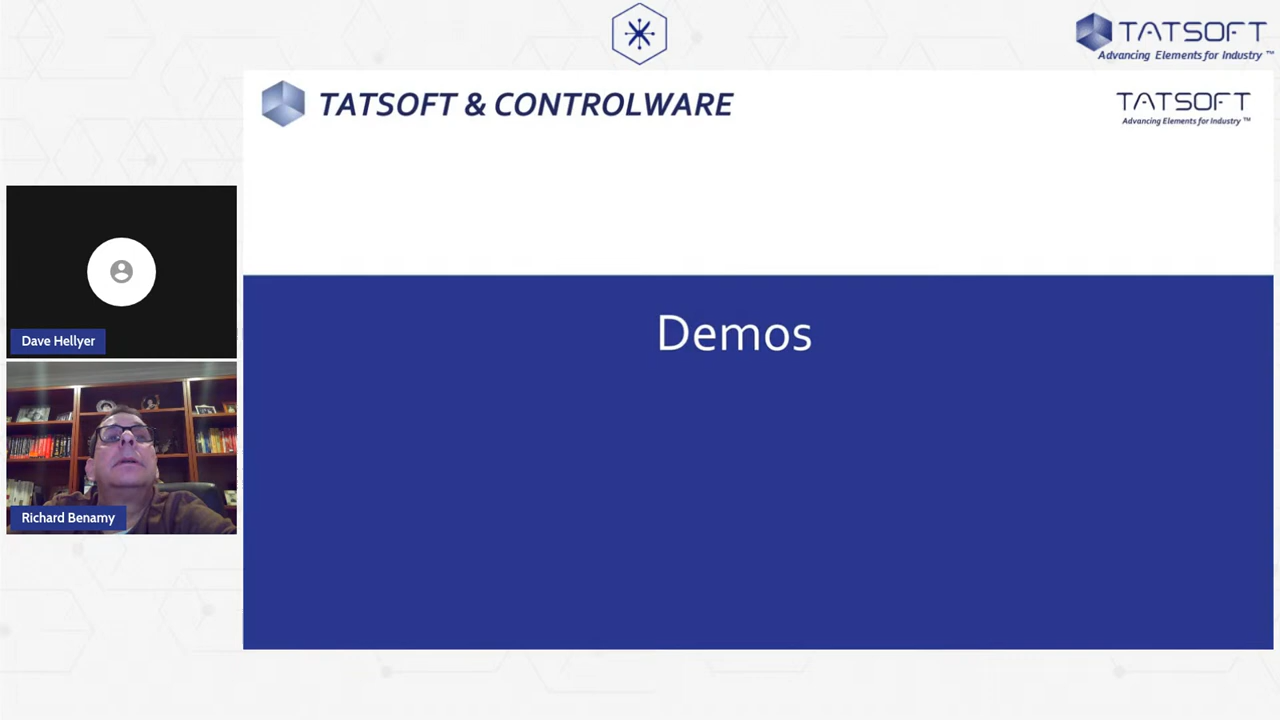 TATSOFT
Advancing Elements for Industry ™
TATSOFT & CONTROLWARE
TATSOFT
Advancing Elements for Industry ™
Demos
Dave Hellyer
Richard Benamy